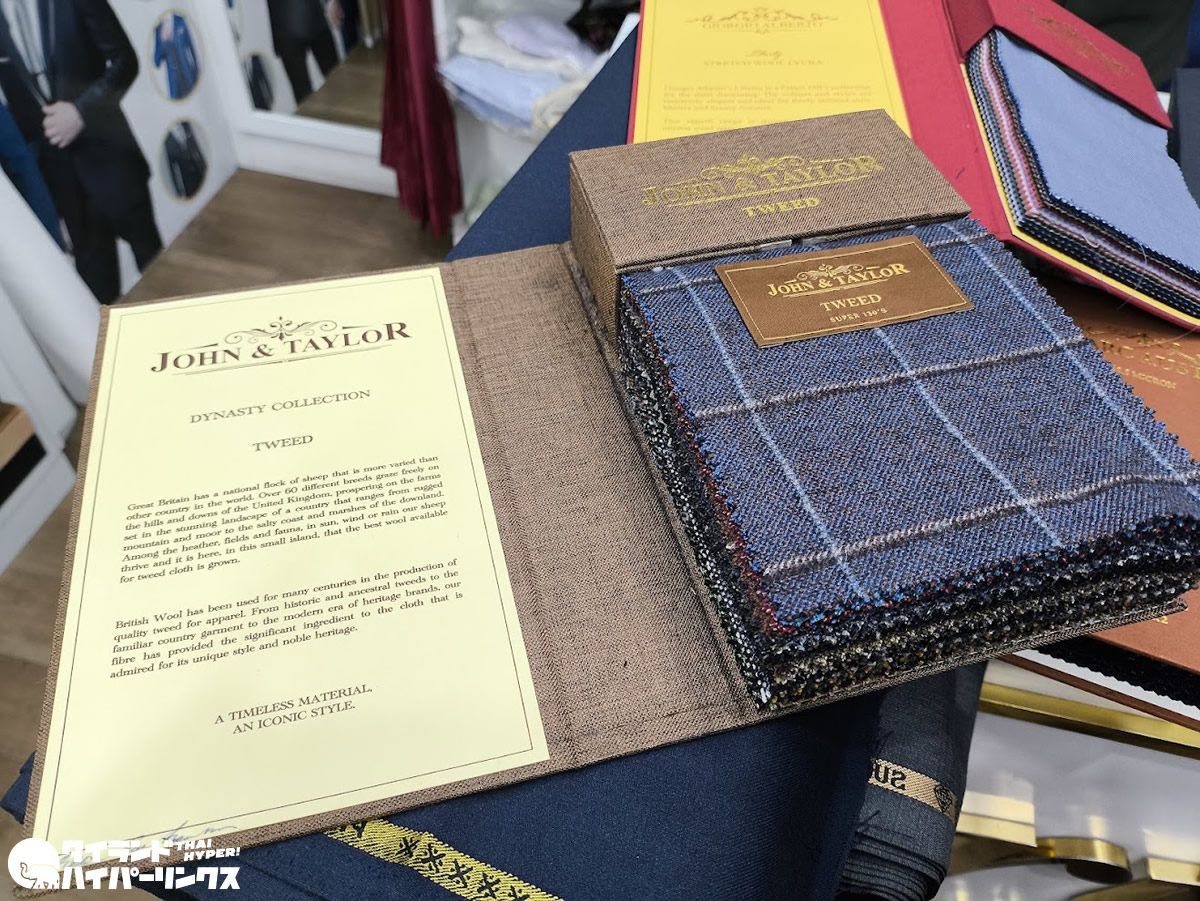 GIORGIO ALBERTO
JOHN & TAYLOR
TWEED
JOHN & TAYLOR
TWEED
SUPER 130'S
JOHN & TAYLOR
DYNASTY COLLECTION
TWEED
Great Britain has a national flock of sheep that is more varied than
other country in the world. Over 60 different breeds graze freely on
the hills and downs of the United Kingdom, prospering on the farms
set in the stunning landscape of a country that ranges from rugged
mountain and moor to the salty coast and marshes of the downland.
Among the heather, fields and fauna, in sun, wind or rain our sheep
thrive and it is here, in this small island, that the best wool available
for tweed cloth is grown.
British Wool has been used for many centuries in the production of
quality tweed for apparel. From historic and ancestral tweeds to the
familiar country garment to the modern era of heritage brands, our
fibre has provided the significant ingredient to the cloth that is
admired for its unique style and noble heritage.
A TIMELESS MATERIAL,
AN ICONIC STYLE.
タイランド THAI HYPER!
ハイパーリンクス